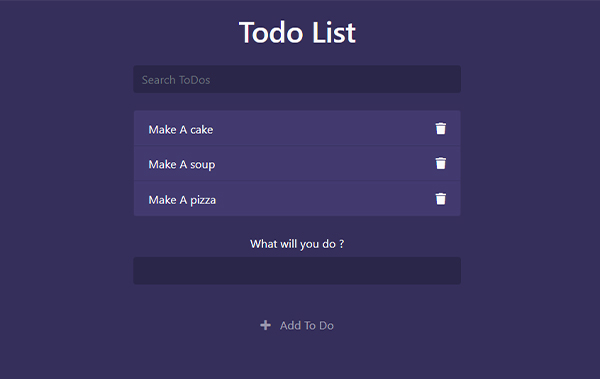 Todo List
Search ToDos
Make A cake
Make A soup
Make A pizza
What will you do ?
Add To Do